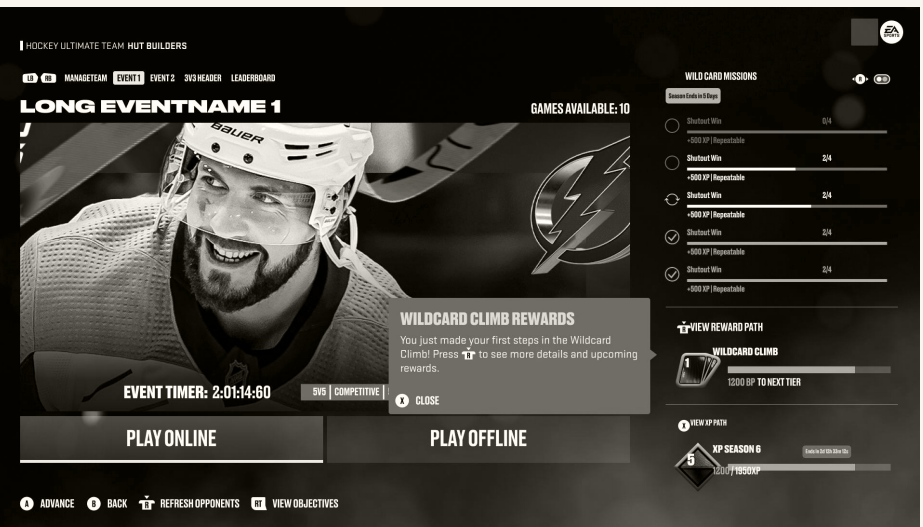 HOCKEY ULTIMATE TEAM HUT BUILDERS
EA SPORTS
LB RB MANAGETEAM EVENT 1 EVENT 2 3V3 HEADER LEADERBOARD
LONG EVENTNAME 1
GAMES AVAILABLE: 10
BAUER
EVENT TIMER: 2:01:14:60
5V5 | COMPETITIVE |
WILDCARD CLIMB REWARDS
You just made your first steps in the Wildcard
Climb! Press R to see more details and upcoming
rewards.
X CLOSE
PLAY ONLINE
PLAY OFFLINE
WILD CARD MISSIONS
R
Season Ends in 5 Days
Shutout Win 0/4
+500 XP | Repeatable
Shutout Win 2/4
+500 XP | Repeatable
Shutout Win 2/4
+500 XP | Repeatable
Shutout Win 2/4
+500 XP | Repeatable
Shutout Win 2/4
+500 XP | Repeatable
VIEW REWARD PATH
1
WILDCARD CLIMB
1200 BP TO NEXT TIER
X VIEW XP PATH
5
XP SEASON 6
1200 / 1950XP
A ADVANCE B BACK R REFRESH OPPONENTS RT VIEW OBJECTIVES